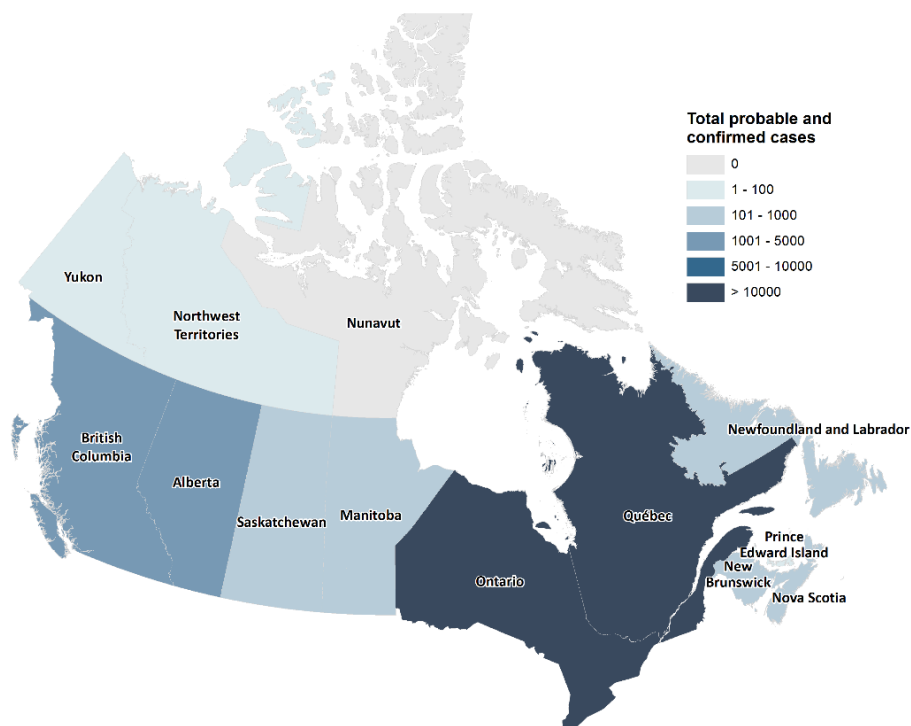 Total probable and
confirmed cases
0
1 - 100
101 - 1000
1001 - 5000
5001 - 10000
> 10000
Yukon
Northwest
Territories
Nunavut
British
Columbia
Alberta
Saskatchewan
Manitoba
Ontario
Québec
Newfoundland and Labrador
Prince
Edward Island
New
Brunswick
Nova Scotia